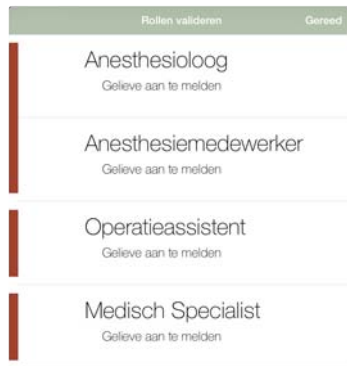 Rollen valideren Gereed
Anesthesioloog
Gelieve aan te melden
Anesthesiemedewerker
Gelieve aan te melden
Operatieassistent
Gelieve aan te melden
Medisch Specialist
Gelieve aan te melden